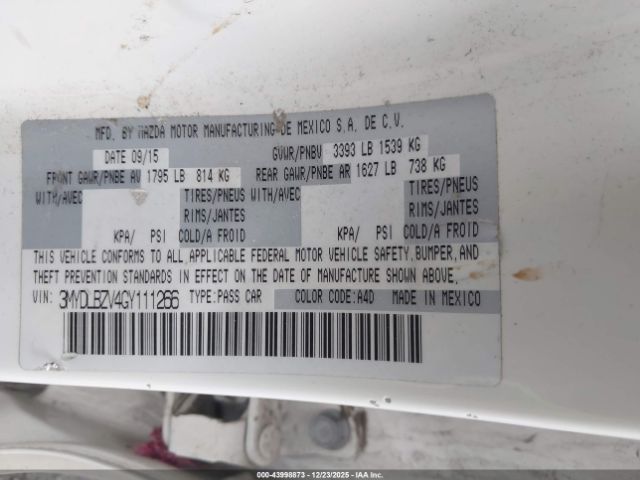 MFD. BY MAZDA MOTOR MANUFACTURING DE MEXICO S.A. DE C.V.
DATE 09/15 GVWR/PNBV 3393 LB 1539 KG
FRONT GAWR/PNBE AV 1795 LB 814 KG REAR GAWR/PNBE AR 1627 LB 738 KG
WITH/AVEC TIRES/PNEUS WITH/AVEC TIRES/PNEUS
RIMS/JANTES RIMS/JANTES
KPA/ PSI COLD/A FROID KPA/ PSI COLD/A FROID
THIS VEHICLE CONFORMS TO ALL APPLICABLE FEDERAL MOTOR VEHICLE SAFETY, BUMPER, AND
THEFT PREVENTION STANDARDS IN EFFECT ON THE DATE OF MANUFACTURE SHOWN ABOVE.
VIN: 3MYDLBZV4GY111266 TYPE:PASS CAR COLOR CODE:A4D MADE IN MEXICO
000-43998873 - 12/23/2025 - IAA, Inc.